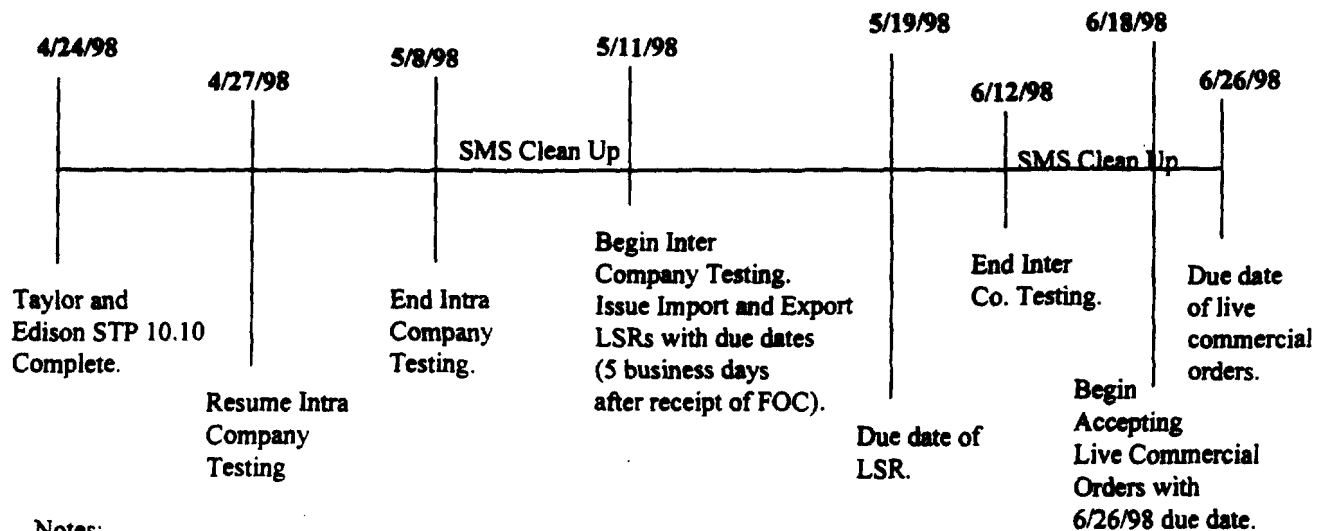 4/24/98
4/27/98
5/8/98
5/11/98
5/19/98
6/12/98
6/18/98
6/26/98
SMS Clean Up
SMS Clean Up
Taylor and
Edison STP 10.10
Complete.
Resume Intra
Company
Testing
End Intra
Company
Testing.
Begin Inter
Company Testing.
Issue Import and Export
LSRs with due dates
(5 business days
after receipt of FOC).
Due date of
LSR.
End Inter
Co. Testing.
Begin
Accepting
Live Commercial
Orders with
6/26/98 due date.
Due date
of live
commercial
orders.
Notes: